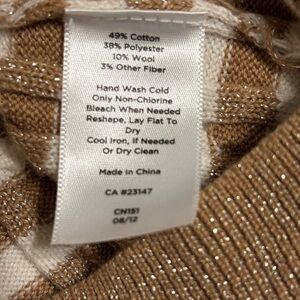 49% Cotton
38% Polyester
10% Wool
3% Other Fiber
Hand Wash Cold
Only Non-Chlorine
Bleach When Needed
Reshape, Lay Flat To
Dry
Cool Iron, If Needed
Or Dry Clean
Made in China
CA #23147
CN151
08/12